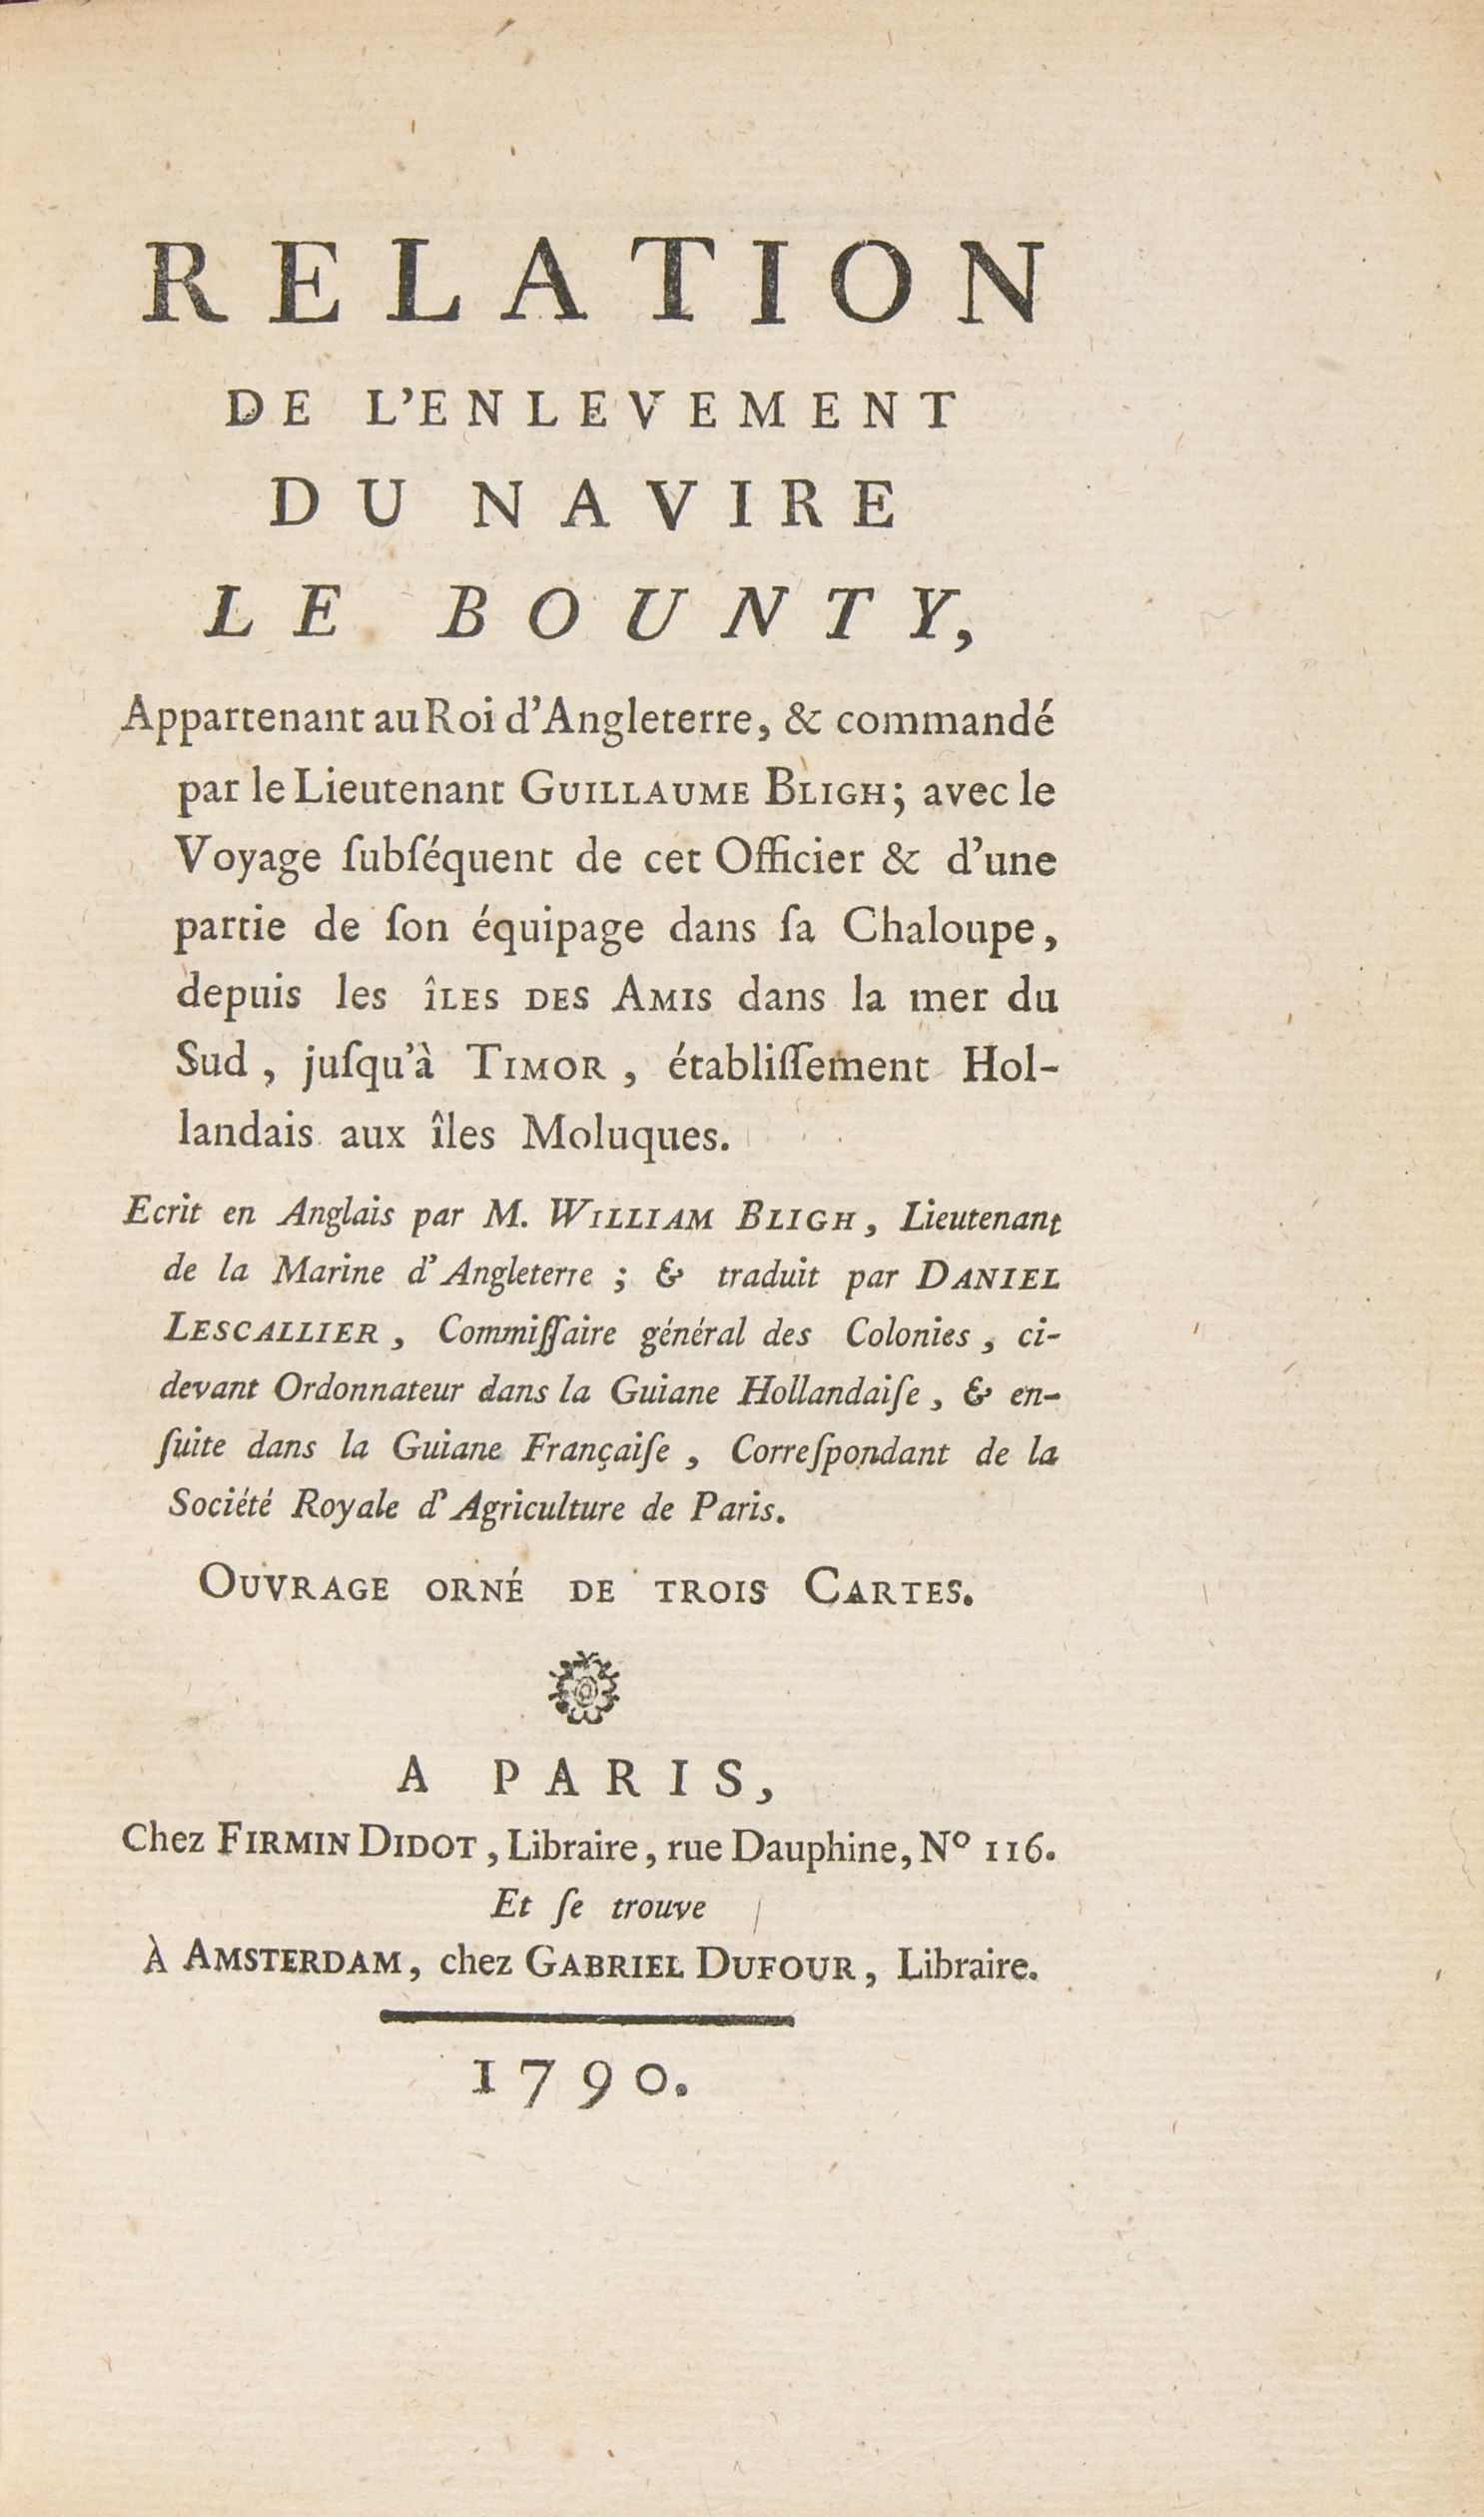 RELATION
DE L'ENLEVEMENT
DU NAVIRE
LE BOUNTY,
Appartenant au Roi d'Angleterre, & commandé
par le Lieutenant GUILLAUME BLIGH; avec le
Voyage ſubſéquent de cet Officier & d'une
partie de ſon équipage dans ſa Chaloupe,
depuis les îLES DES AMIS dans la mer du
Sud, juſqu'à TIMOR, établiſſement Hol-
landais aux îles Moluques.
Ecrit en Anglais par M. WILLIAM BLIGH, Lieutenant
de la Marine d'Angleterre; & traduit par DANIEL
LESCALLIER, Commiſſaire général des Colonies, ci-
devant Ordonnateur dans la Guiane Hollandaiſe, & en-
ſuite dans la Guiane Françaiſe, Correſpondant de la
Société Royale d'Agriculture de Paris.
OUVRAGE ORNÉ DE TROIS CARTES.
A PARIS,
Chez FIRMIN DIDOT, Libraire, rue Dauphine, Nº 116.
Et ſe trouve
À AMSTERDAM, chez GABRIEL DUFOUR, Libraire.
1790.